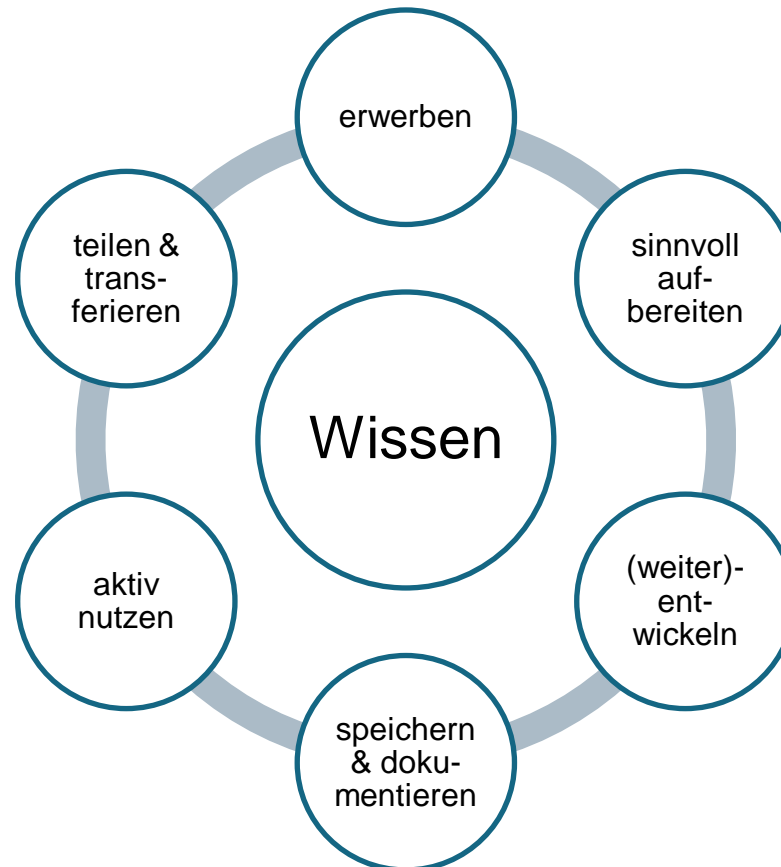 erwerben
sinnvoll
auf-
bereiten
(weiter)-
ent-
wickeln
speichern
& doku-
mentieren
aktiv
nutzen
teilen &
trans-
ferieren
Wissen